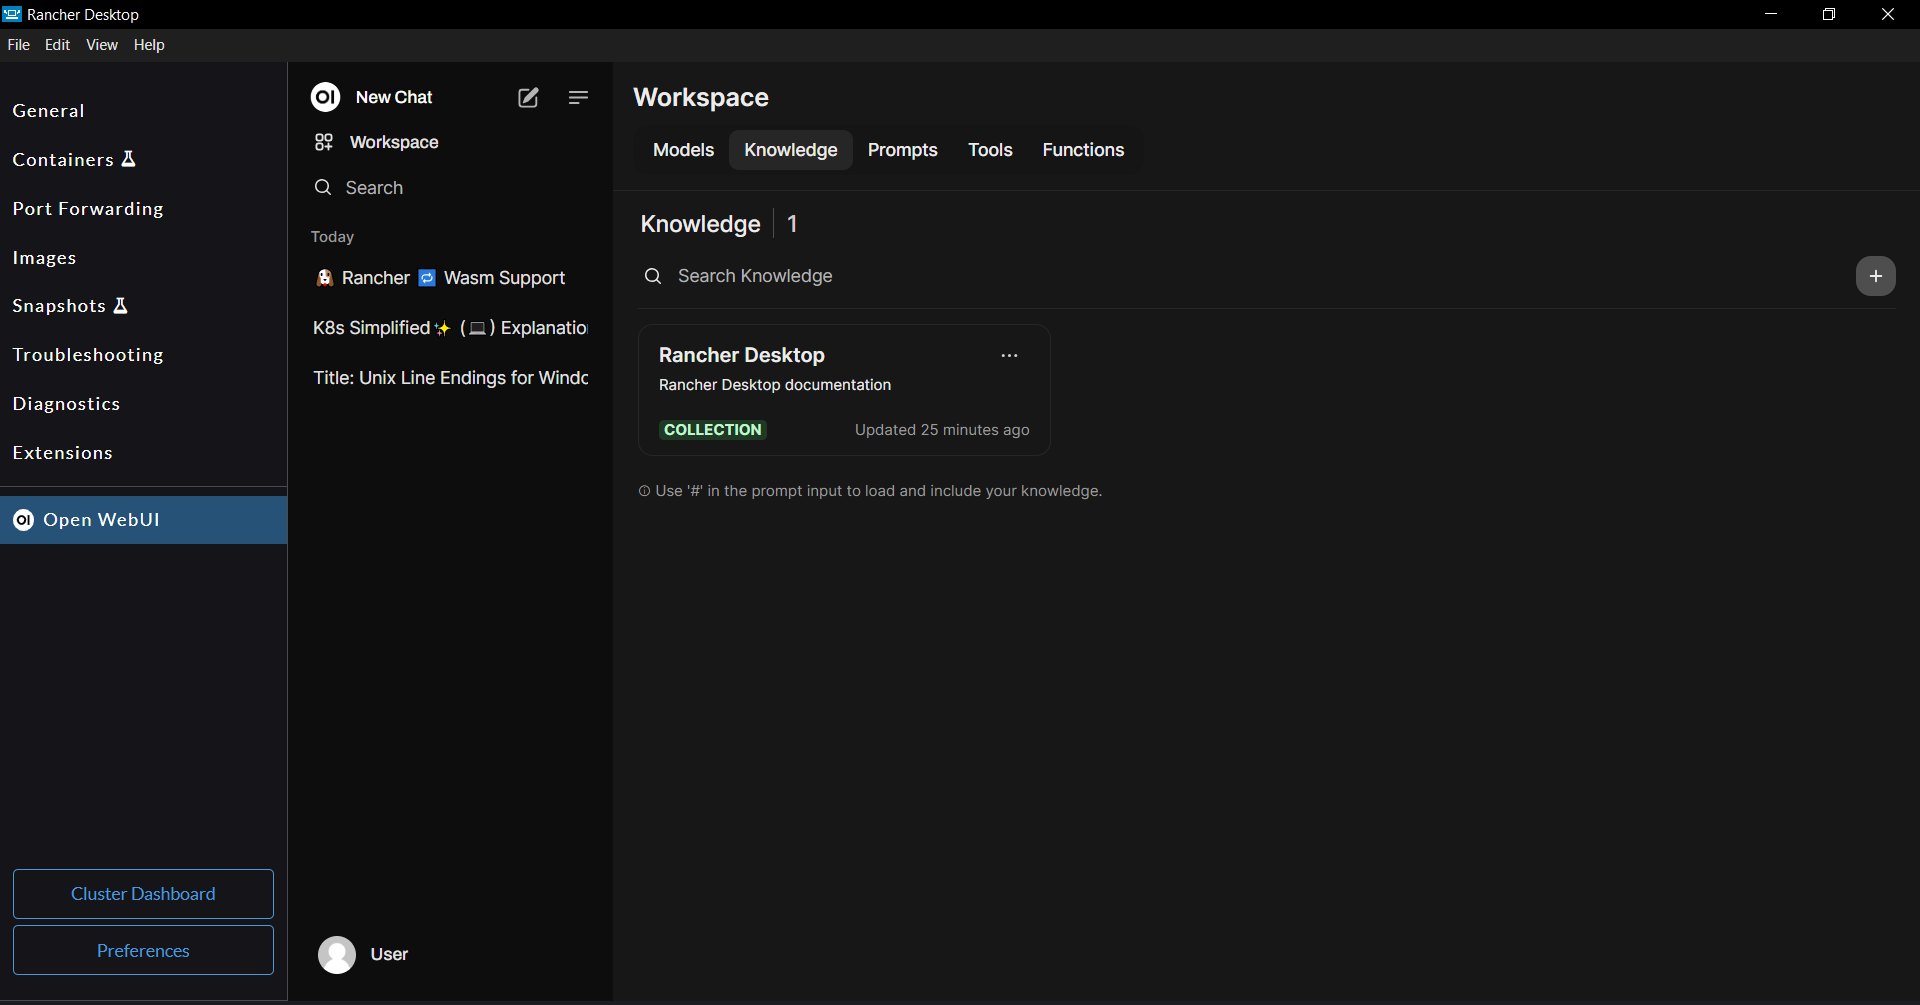 Rancher Desktop
File Edit View Help
General
Containers
Port Forwarding
Images
Snapshots
Troubleshooting
Diagnostics
Extensions
OI Open WebUI
Cluster Dashboard
Preferences
OI New Chat
Workspace
Search
Today
Rancher 🔁 Wasm Support
K8s Simplified ✨ (💻) Explanatio
Title: Unix Line Endings for Windo
User
Workspace
Models Knowledge Prompts Tools Functions
Knowledge 1
Search Knowledge
Rancher Desktop
Rancher Desktop documentation
COLLECTION Updated 25 minutes ago
Use '#' in the prompt input to load and include your knowledge.